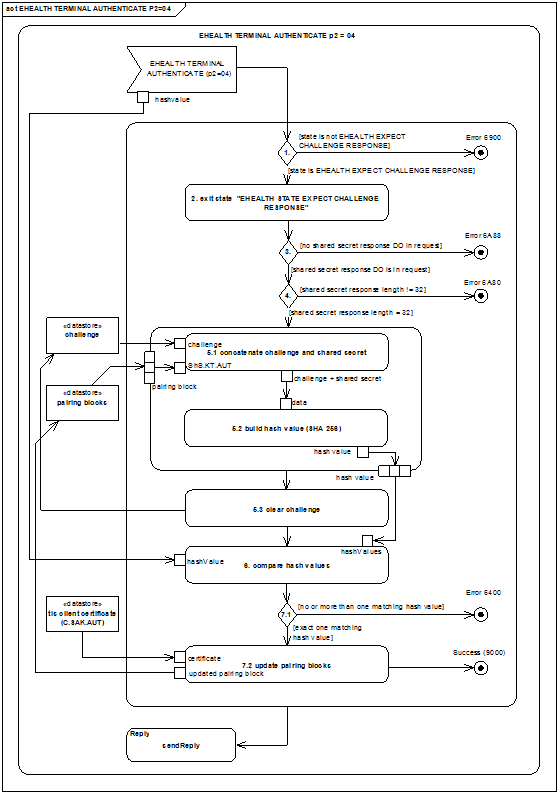 act EHEALTH TERMINAL AUTHENTICATE P2=04
EHEALTH TERMINAL AUTHENTICATE p2 = 04
EHEALTH TERMINAL
AUTHENTICATE (p2=04)
hashvalue
[state is not EHEALTH EXPECT
CHALLENGE RESPONSE]
Error 6900
1.
[state is EHEALTH EXPECT CHALLENGE RESPONSE]
2. exit state "EHEALTH STATE EXPECT CHALLENGE
RESPONSE"
Error 6A88
[no shared secret response DO in request]
3.
[shared secret response DO is in request]
Error 6A80
[shared secret response length != 32]
4.
[shared secret response length = 32]
«datastore»
challenge
challenge
5.1 concatenate challenge and shared secret
ShS.KT.AUT
pairing block
challenge + shared secret
«datastore»
pairing blocks
data
5.2 build hash value (SHA 256)
hash value
hash value
5.3 clear challenge
hashValues
hashValue
6. compare hash values
Error 6400
[no or more than one matching hash value]
7.1
[exact one matching
hash value]
«datastore»
tls client certificate
(C.SAK.AUT)
Success (9000)
certificate
7.2 update pairing blocks
updated pairing block
Reply
sendReply